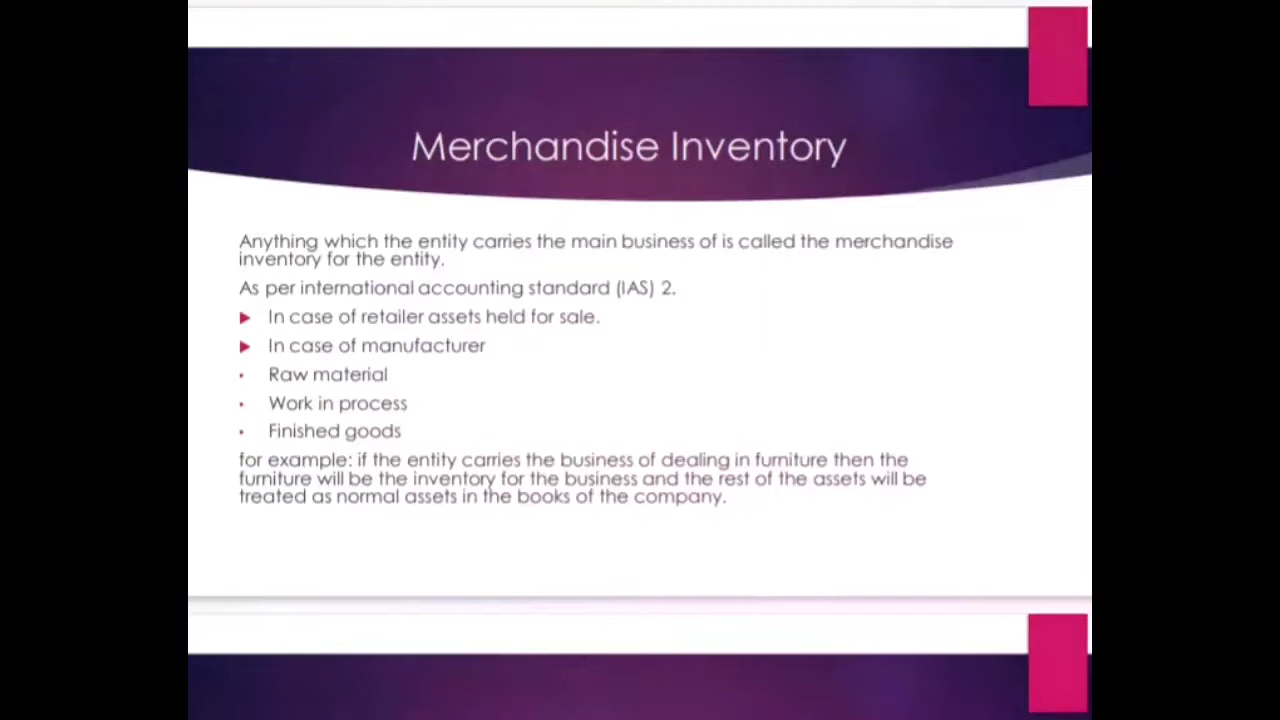 Merchandise Inventory
Anything which the entity carries the main business of is called the merchandise
inventory for the entity.
As per international accounting standard (IAS) 2.
In case of retailer assets held for sale.
In case of manufacturer
Raw material
Work in process
Finished goods
for example: if the entity carries the business of dealing in furniture then the
furniture will be the inventory for the business and the rest of the assets will be
treated as normal assets in the books of the company.